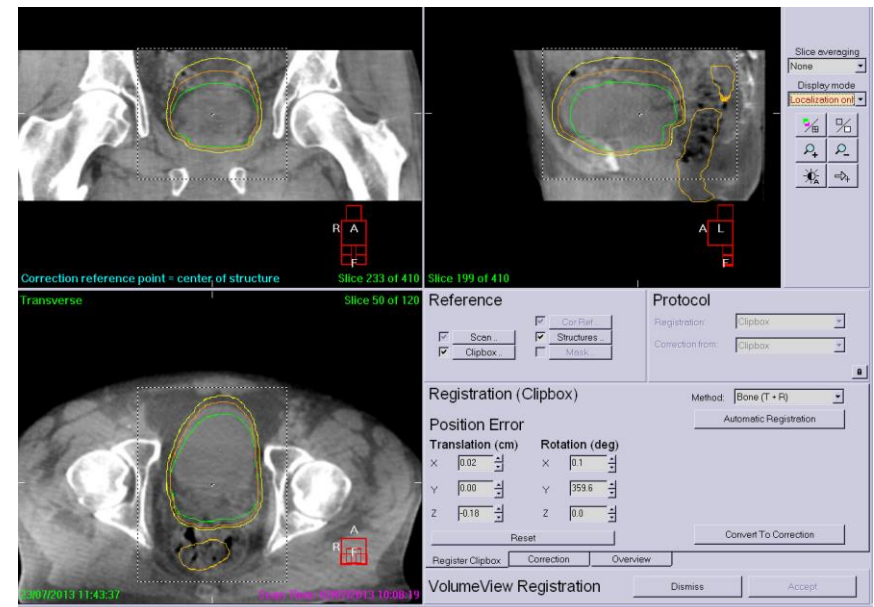 Slice averaging
None
Display mode
Localization onl
R A
F
A L
F
Correction reference point = center of structure
Slice 233 of 410
Slice 199 of 410
Transverse
Slice 50 of 120
A
R F
23/07/2013 11:43:37
2013 10:08:19
Reference
Cor.Ref...
Scan...
Structures...
Clipbox...
Mask...
Protocol
Registration: Clipbox
Correction from: Clipbox
Registration (Clipbox)
Method: Bone (T + R)
Automatic Registration
Position Error
Translation (cm) Rotation (deg)
X 0.02 X 0.1
Y 0.00 Y 359.6
Z -0.18 Z 0.0
Reset
Convert To Correction
Register Clipbox Correction Overview
VolumeView Registration
Dismiss
Accept